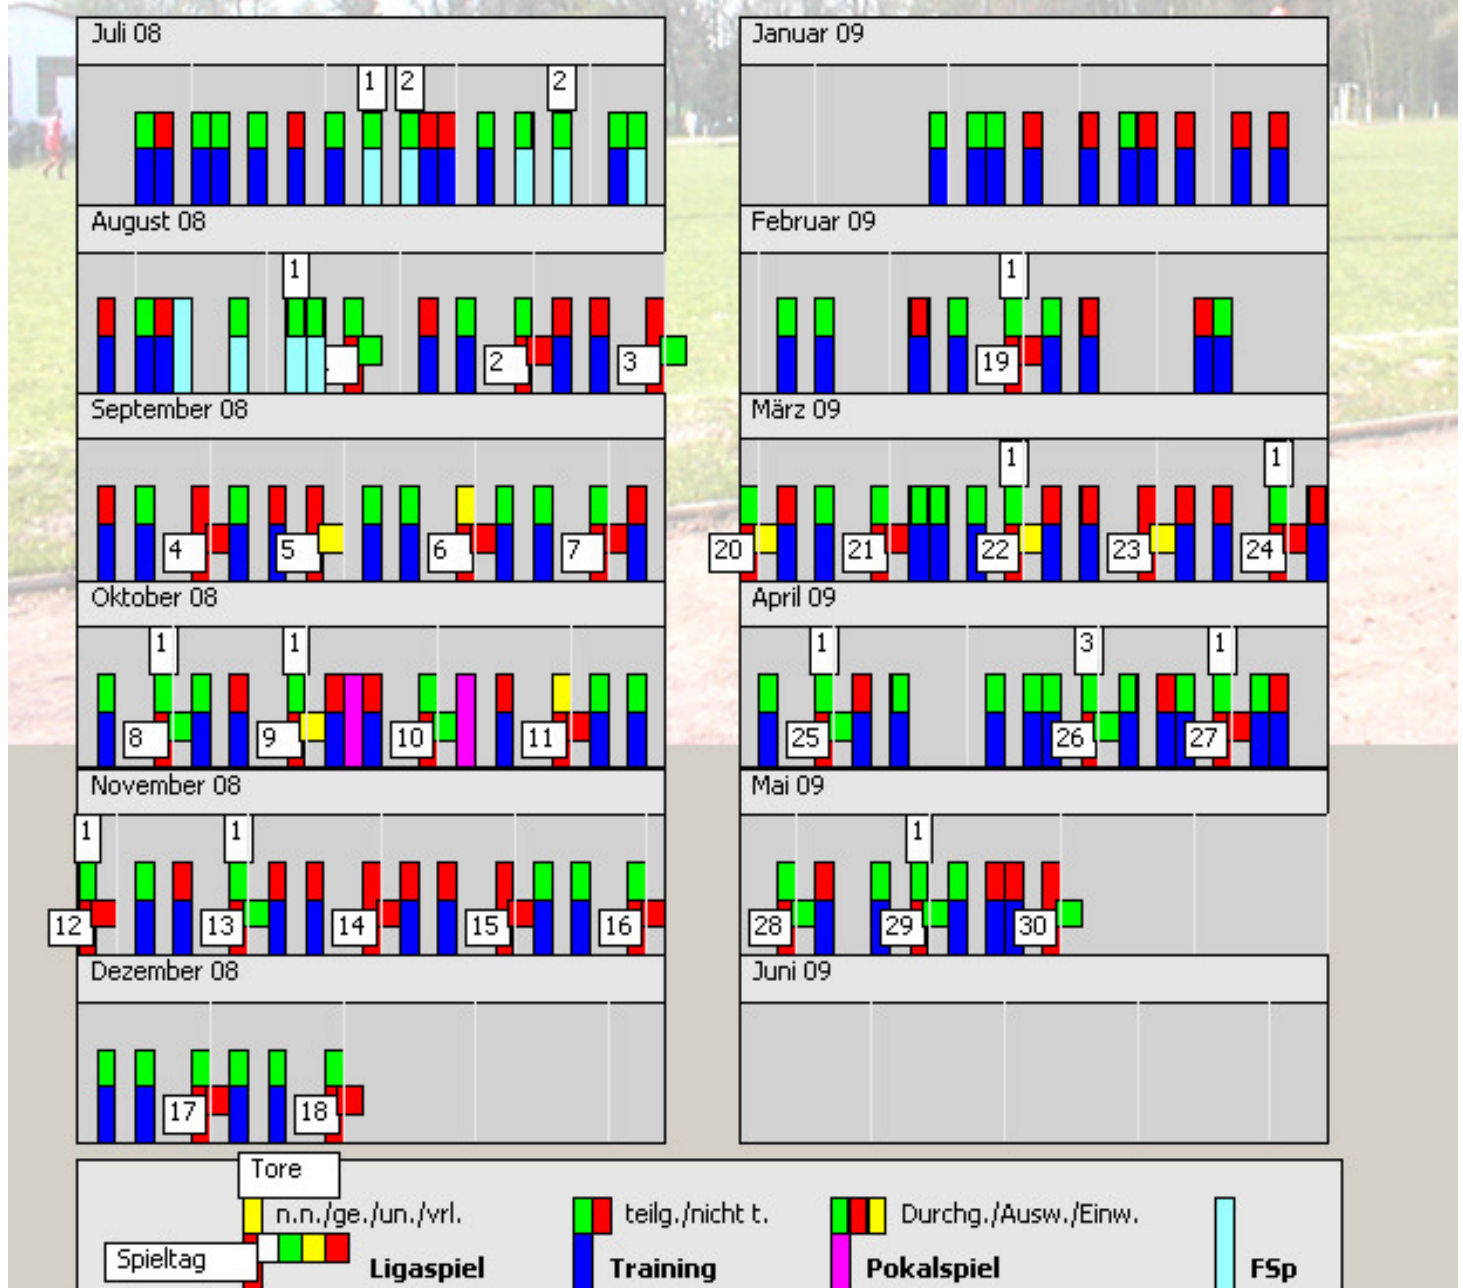 Juli 08
1 2 2
August 08
1
2 3
September 08
4 5 6 7
Oktober 08
1 1
8 9 10 11
November 08
1 1
12 13 14 15 16
Dezember 08
17 18
Januar 09
Februar 09
1
19
März 09
1 1
20 21 22 23 24
April 09
1 3 1
25 26 27
Mai 09
1
28 29 30
Juni 09
Tore
n.n./ge./un./vrl. teilg./nicht t. Durchg./Ausw./Einw.
Spieltag Ligaspiel Training Pokalspiel FSp